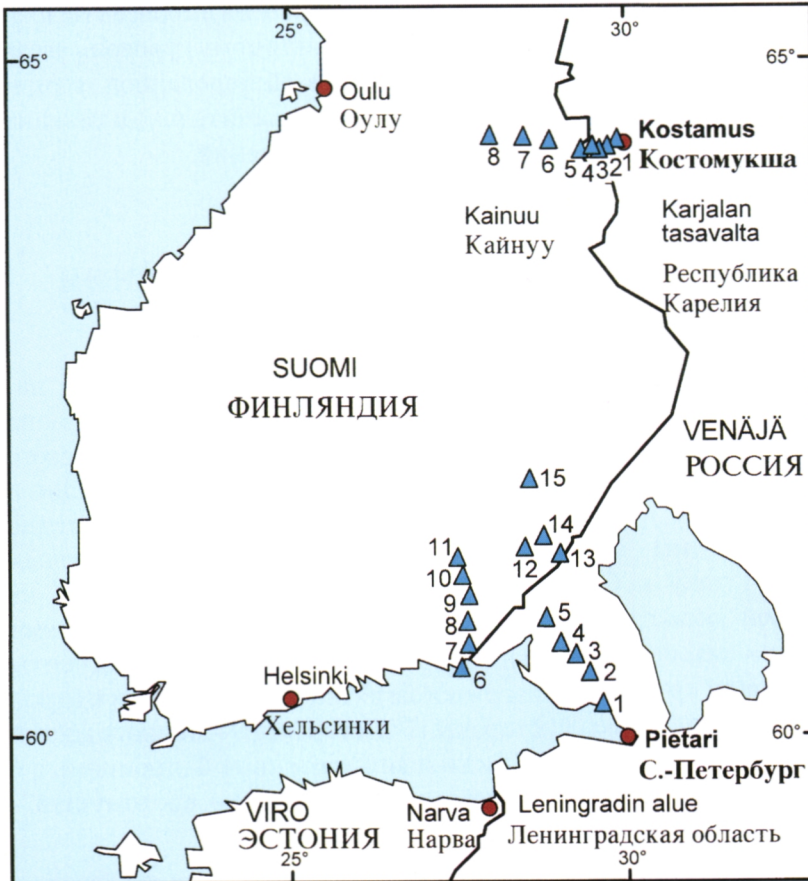 25°
30°
65°
65°
Oulu
Оулу
Kostamus
Костомукша
8
7
6
5
4
3
2
1
Kainuu
Кайнуу
Karjalan
tasavalta
Республика
Карелия
SUOMI
ФИНЛЯНДИЯ
VENÄJÄ
РОССИЯ
15
14
13
12
11
10
9
8
7
6
5
4
3
2
1
Helsinki
Хельсинки
60°
60°
Pietari
С.-Петербург
VIRO
ЭСТОНИЯ
Narva
Нарва
Leningradin alue
Ленинградская область
25°
30°